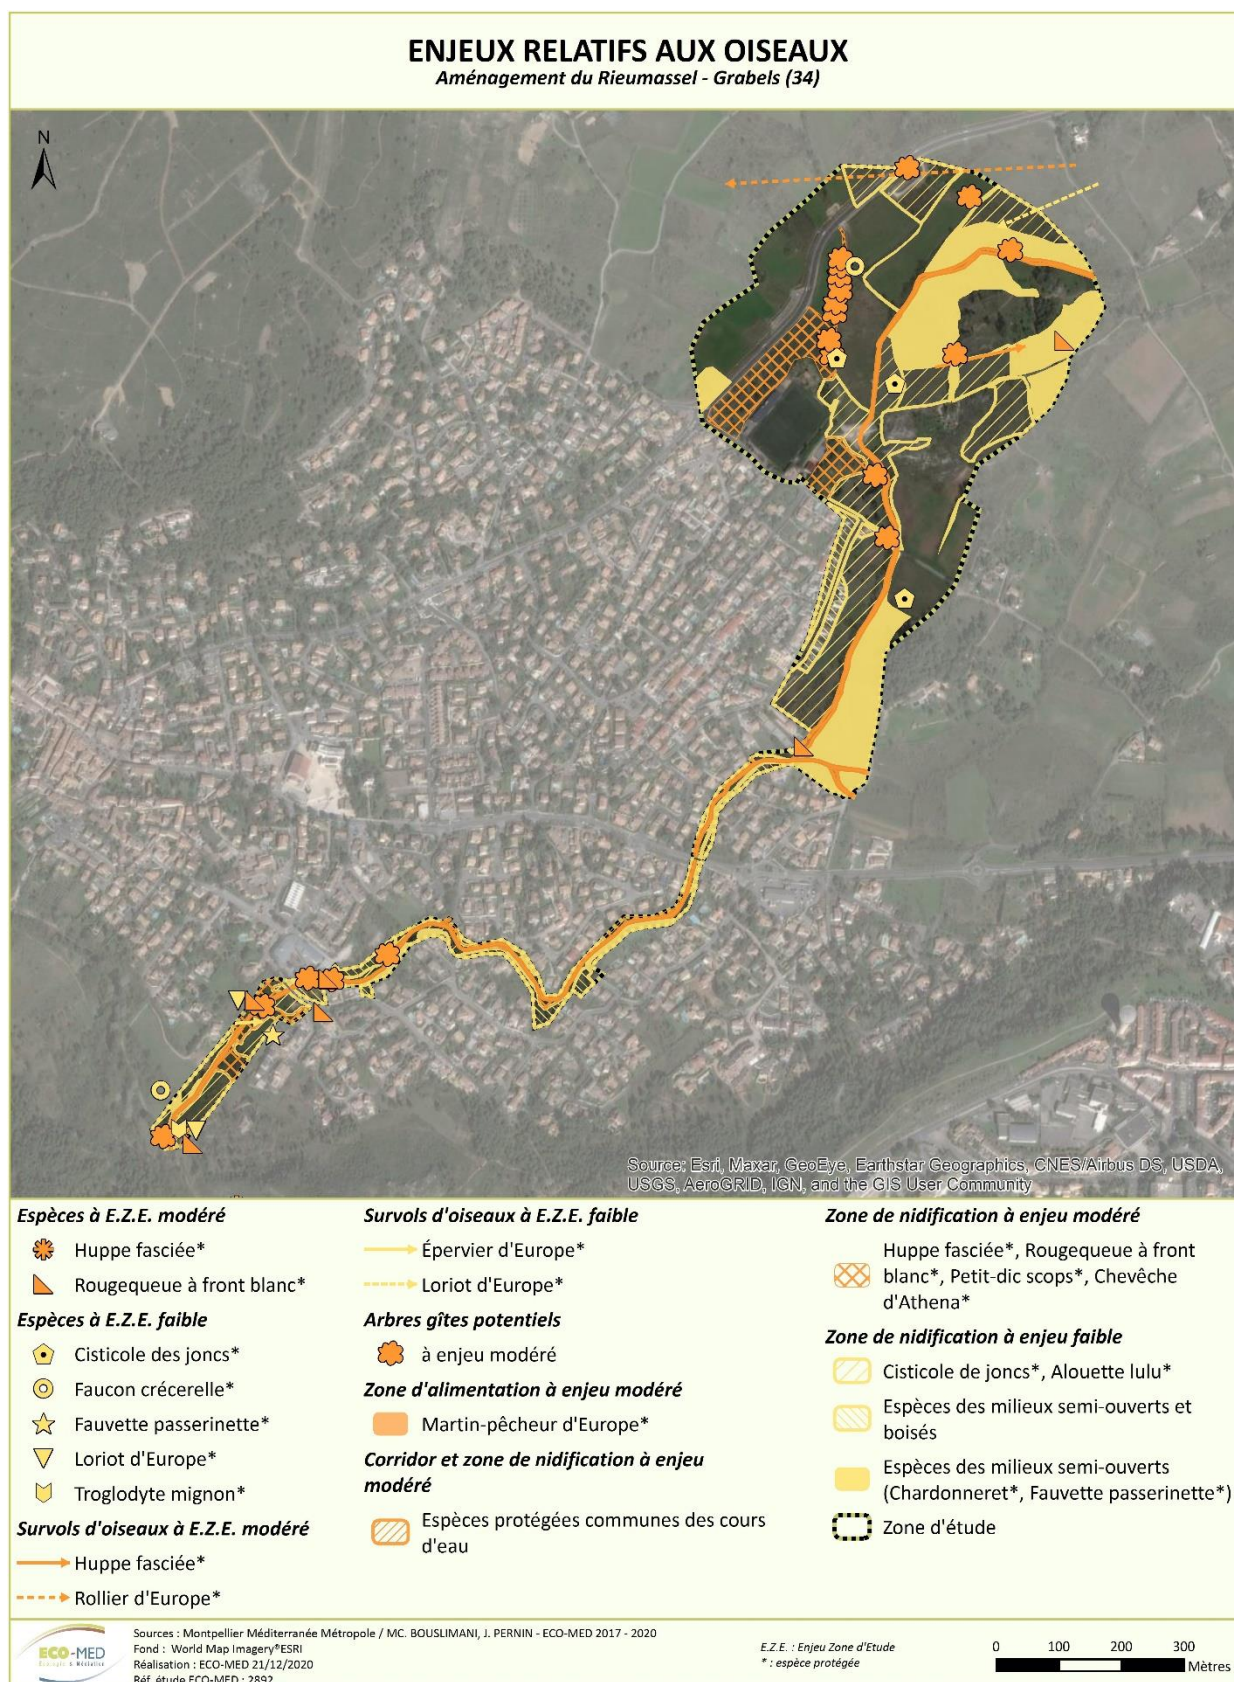 ENJEUX RELATIFS AUX OISEAUX
Aménagement du Rieumassel - Grabels (34)
N
Source: Esri, Maxar, GeoEye, Earthstar Geographics, CNES/Airbus DS, USDA,
USGS, AeroGRID, IGN, and the GIS User Community
Espèces à E.Z.E. modéré
Huppe fasciée*
Rougequeue à front blanc*
Espèces à E.Z.E. faible
Cisticole des joncs*
Faucon crécerelle*
Fauvette passerinette*
Loriot d'Europe*
Troglodyte mignon*
Survols d'oiseaux à E.Z.E. modéré
Huppe fasciée*
Rollier d'Europe*
Survols d'oiseaux à E.Z.E. faible
Épervier d'Europe*
Loriot d'Europe*
Arbres gîtes potentiels
à enjeu modéré
Zone d'alimentation à enjeu modéré
Martin-pêcheur d'Europe*
Corridor et zone de nidification à enjeu
modéré
Espèces protégées communes des cours
d'eau
Zone de nidification à enjeu modéré
Huppe fasciée*, Rougequeue à front
blanc*, Petit-dic scops*, Chevêche
d'Athena*
Zone de nidification à enjeu faible
Cisticole de joncs*, Alouette lulu*
Espèces des milieux semi-ouverts et
boisés
Espèces des milieux semi-ouverts
(Chardonneret*, Fauvette passerinette*)
Zone d'étude
ECO-MED
Ecologie & Médiation
Sources : Montpellier Méditerranée Métropole / MC. BOUSLIMANI, J. PERNIN - ECO-MED 2017 - 2020
Fond : World Map Imagery®ESRI
Réalisation : ECO-MED 21/12/2020
Réf. étude ECO-MED : 2892
E.Z.E. : Enjeu Zone d'Etude
* : espèce protégée
0 100 200 300
Mètres